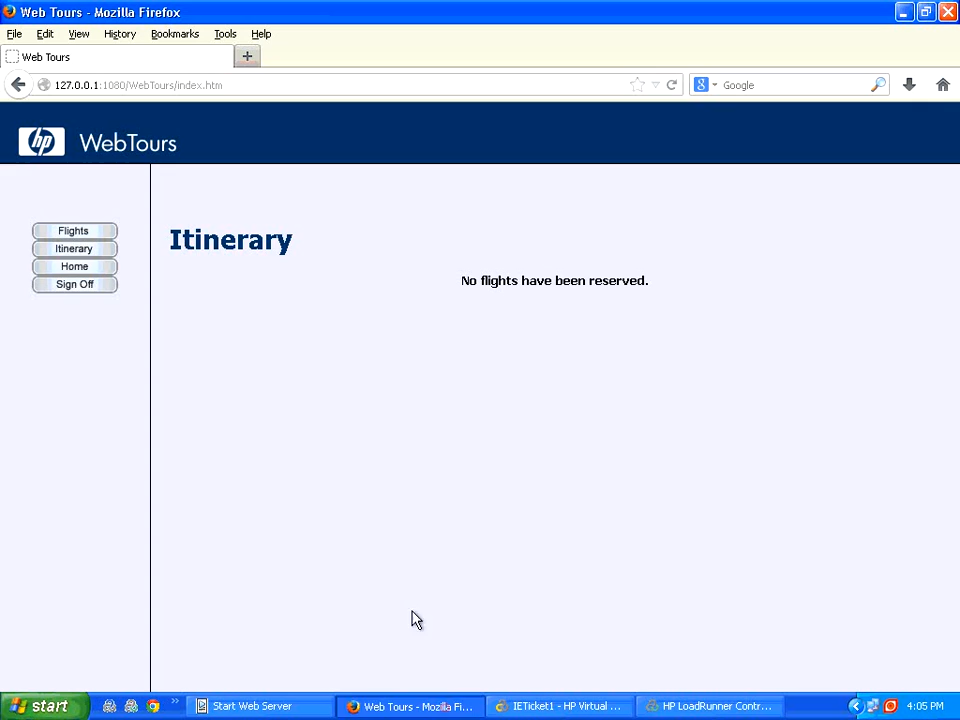 Web Tours - Mozilla Firefox
File Edit View History Bookmarks Tools Help
Web Tours
127.0.0.1:1080/WebTours/index.htm
Google
hp WebTours
Flights
Itinerary
Home
Sign Off
Itinerary
No flights have been reserved.
start
Start Web Server
Web Tours - Mozilla Fi...
IETicket1 - HP Virtual ...
HP LoadRunner Contr...
4:05 PM